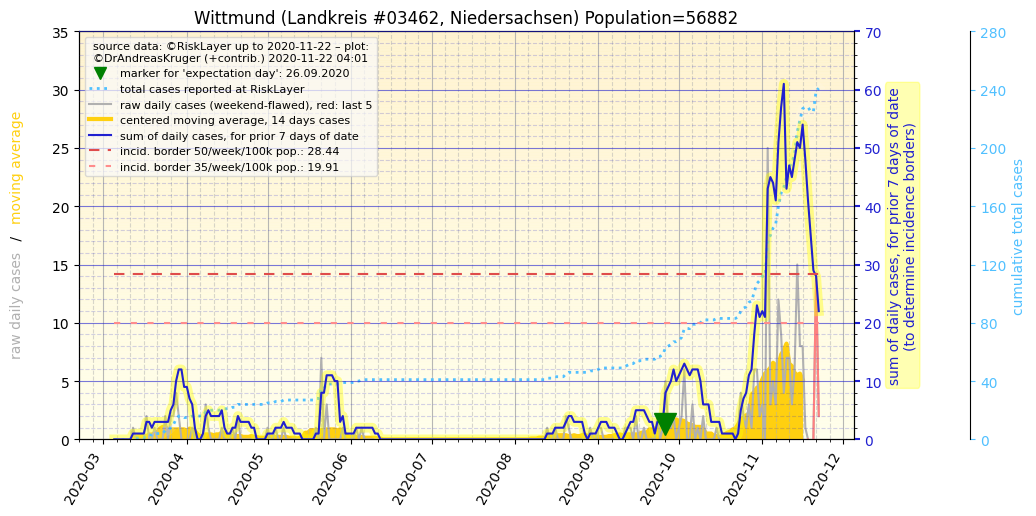 Wittmund (Landkreis #03462, Niedersachsen) Population=56882
source data: ©RiskLayer up to 2020-11-22 – plot:
©DrAndreasKruger (+contrib.) 2020-11-22 04:01
marker for 'expectation day': 26.09.2020
total cases reported at RiskLayer
raw daily cases (weekend-flawed), red: last 5
centered moving average, 14 days cases
sum of daily cases, for prior 7 days of date
incid. border 50/week/100k pop.: 28.44
incid. border 35/week/100k pop.: 19.91
raw daily cases / moving average
35
30
25
20
15
10
5
0
2020-03
2020-04
2020-05
2020-06
2020-07
2020-08
2020-09
2020-10
2020-11
2020-12
70
60
50
40
30
20
10
0
sum of daily cases, for prior 7 days of date
(to determine incidence borders)
280
240
200
160
120
80
40
0
cumulative total cases